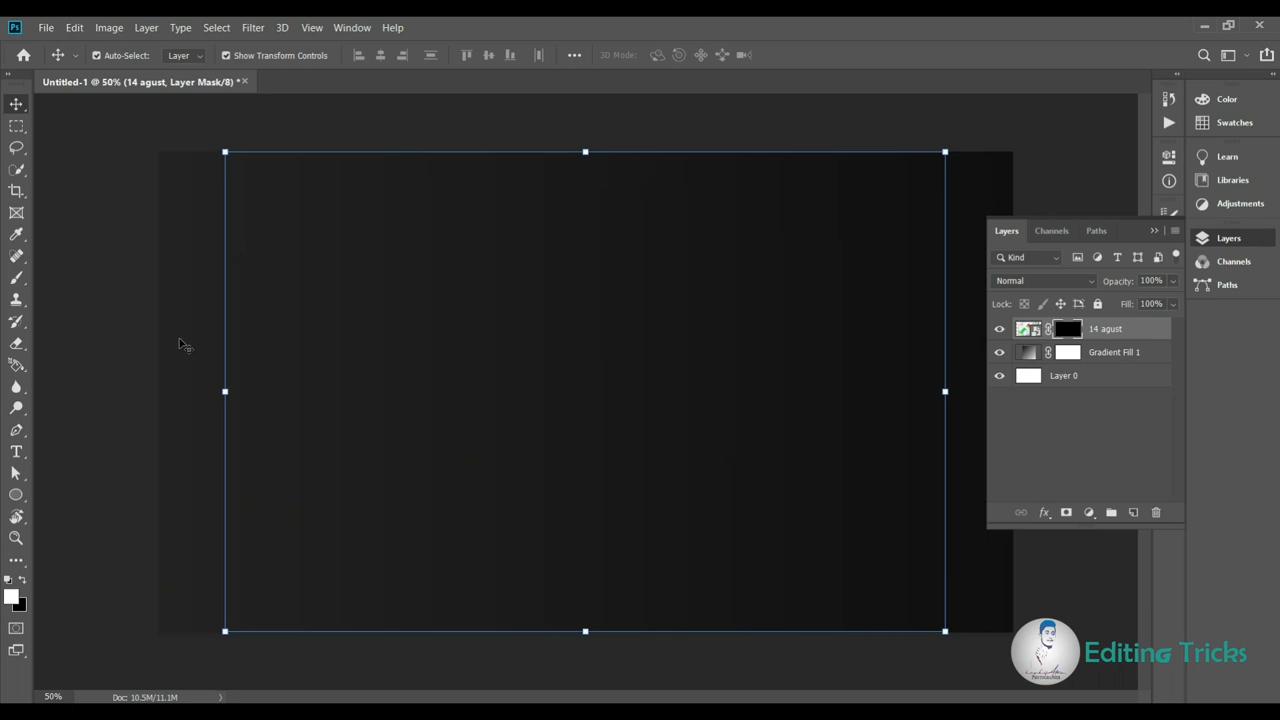 Ps File Edit Image Layer Type Select Filter 3D View Window Help
Auto-Select: Layer Show Transform Controls 3D Mode:
Untitled-1 @ 50% (14 agust, Layer Mask/8) *
Color
Swatches
Learn
Libraries
Adjustments
Layers
Channels
Paths
Layers Channels Paths
Kind
Normal Opacity: 100%
Lock: Fill: 100%
14 agust
Gradient Fill 1
Layer 0
fx
Editing Tricks
50% Doc: 10.5M/11.1M